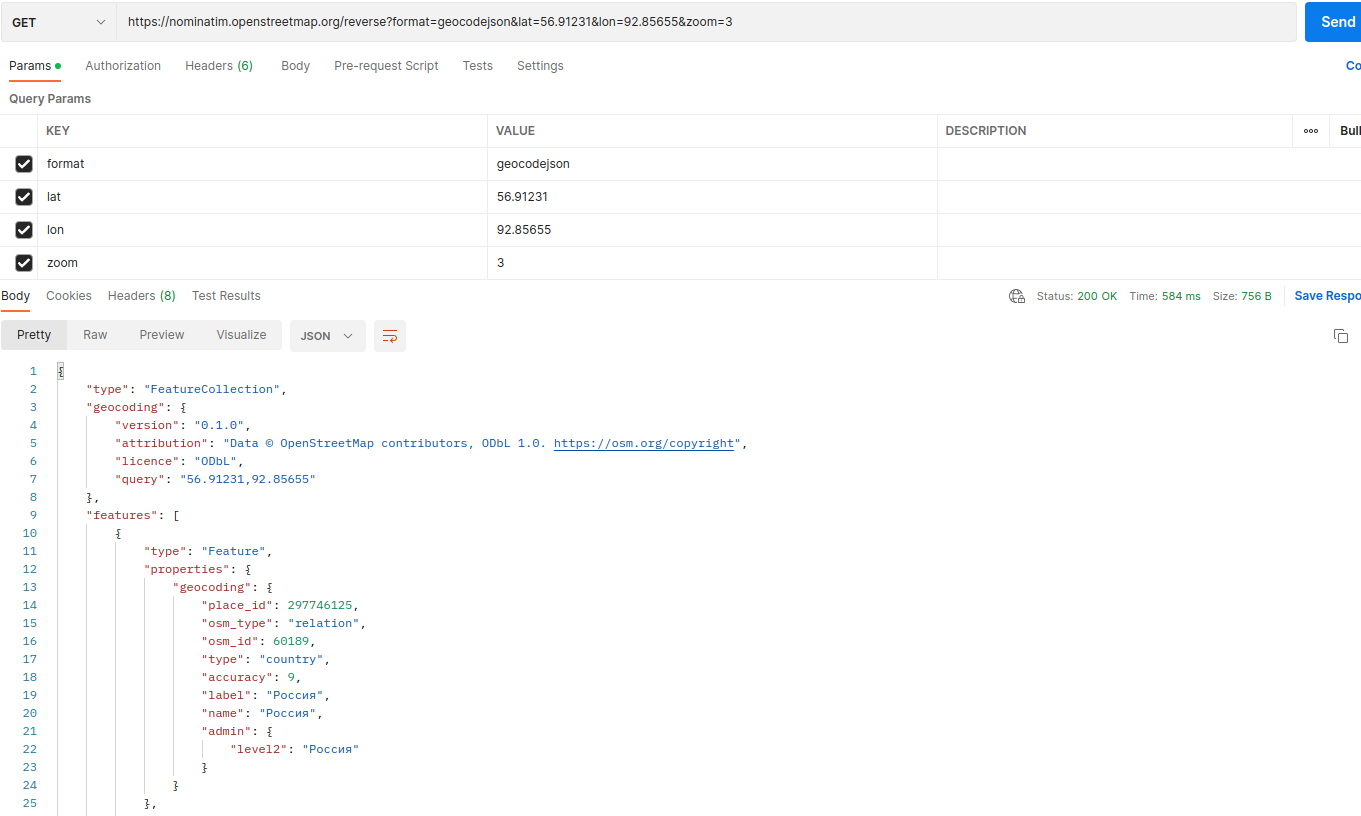 GET https://nominatim.openstreetmap.org/reverse?format=geocodejson&lat=56.91231&lon=92.85655&zoom=3 Send
Params Authorization Headers (6) Body Pre-request Script Tests Settings Co
Query Params
KEY VALUE DESCRIPTION ooo Bull
format geocodejson
lat 56.91231
lon 92.85655
zoom 3
Body Cookies Headers (8) Test Results Status: 200 OK Time: 584 ms Size: 756 B Save Respo
Pretty Raw Preview Visualize JSON
1 {
2 "type": "FeatureCollection",
3 "geocoding": {
4 "version": "0.1.0",
5 "attribution": "Data © OpenStreetMap contributors, ODbL 1.0. https://osm.org/copyright",
6 "licence": "ODbL",
7 "query": "56.91231,92.85655"
8 },
9 "features": [
10 {
11 "type": "Feature",
12 "properties": {
13 "geocoding": {
14 "place_id": 297746125,
15 "osm_type": "relation",
16 "osm_id": 60189,
17 "type": "country",
18 "accuracy": 9,
19 "label": "Россия",
20 "name": "Россия",
21 "admin": {
22 "level2": "Россия"
23 }
24 }
25 },